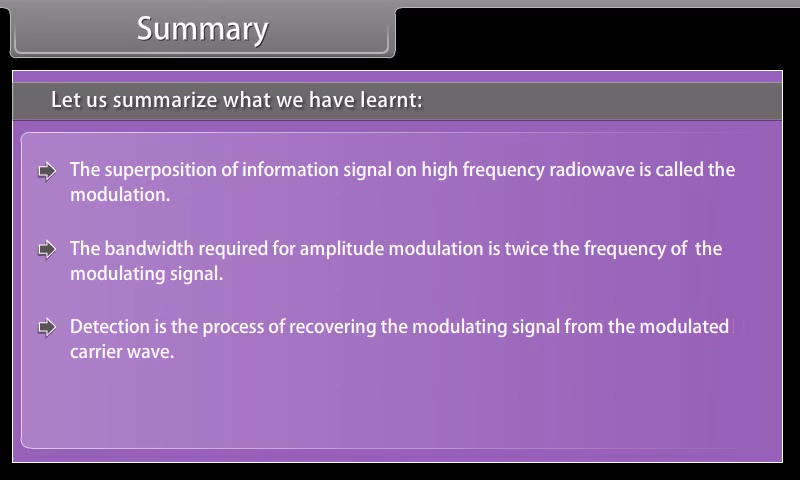 Summary
Let us summarize what we have learnt:
The superposition of information signal on high frequency radiowave is called the
modulation.
The bandwidth required for amplitude modulation is twice the frequency of the
modulating signal.
Detection is the process of recovering the modulating signal from the modulated
carrier wave.